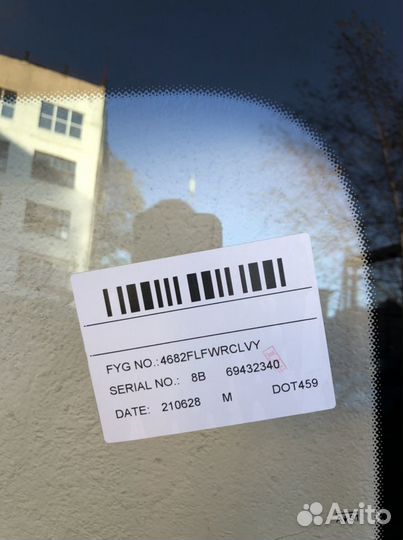 FYG NO.:4682FLFWRCLVY
SERIAL NO.: 8B 69432340
DATE: 210628 M DOT459
Avito